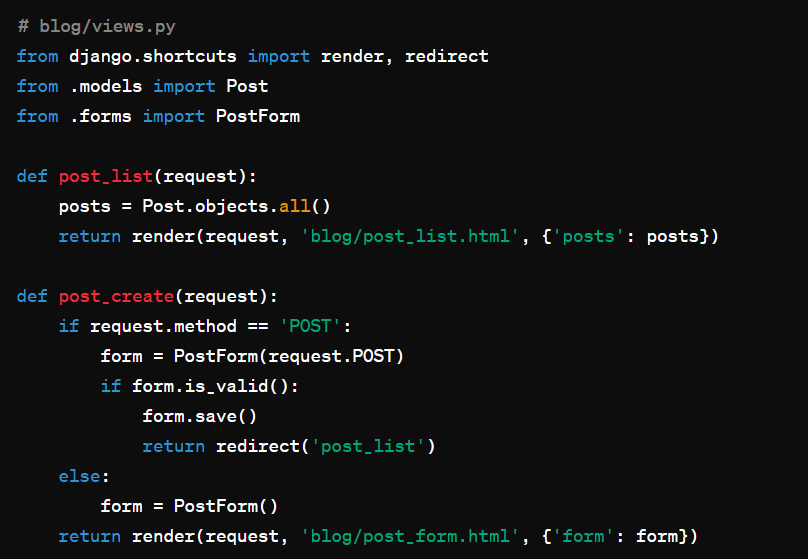 # blog/views.py
from django.shortcuts import render, redirect
from .models import Post
from .forms import PostForm

def post_list(request):
    posts = Post.objects.all()
    return render(request, 'blog/post_list.html', {'posts': posts})

def post_create(request):
    if request.method == 'POST':
        form = PostForm(request.POST)
        if form.is_valid():
            form.save()
            return redirect('post_list')
    else:
        form = PostForm()
    return render(request, 'blog/post_form.html', {'form': form})